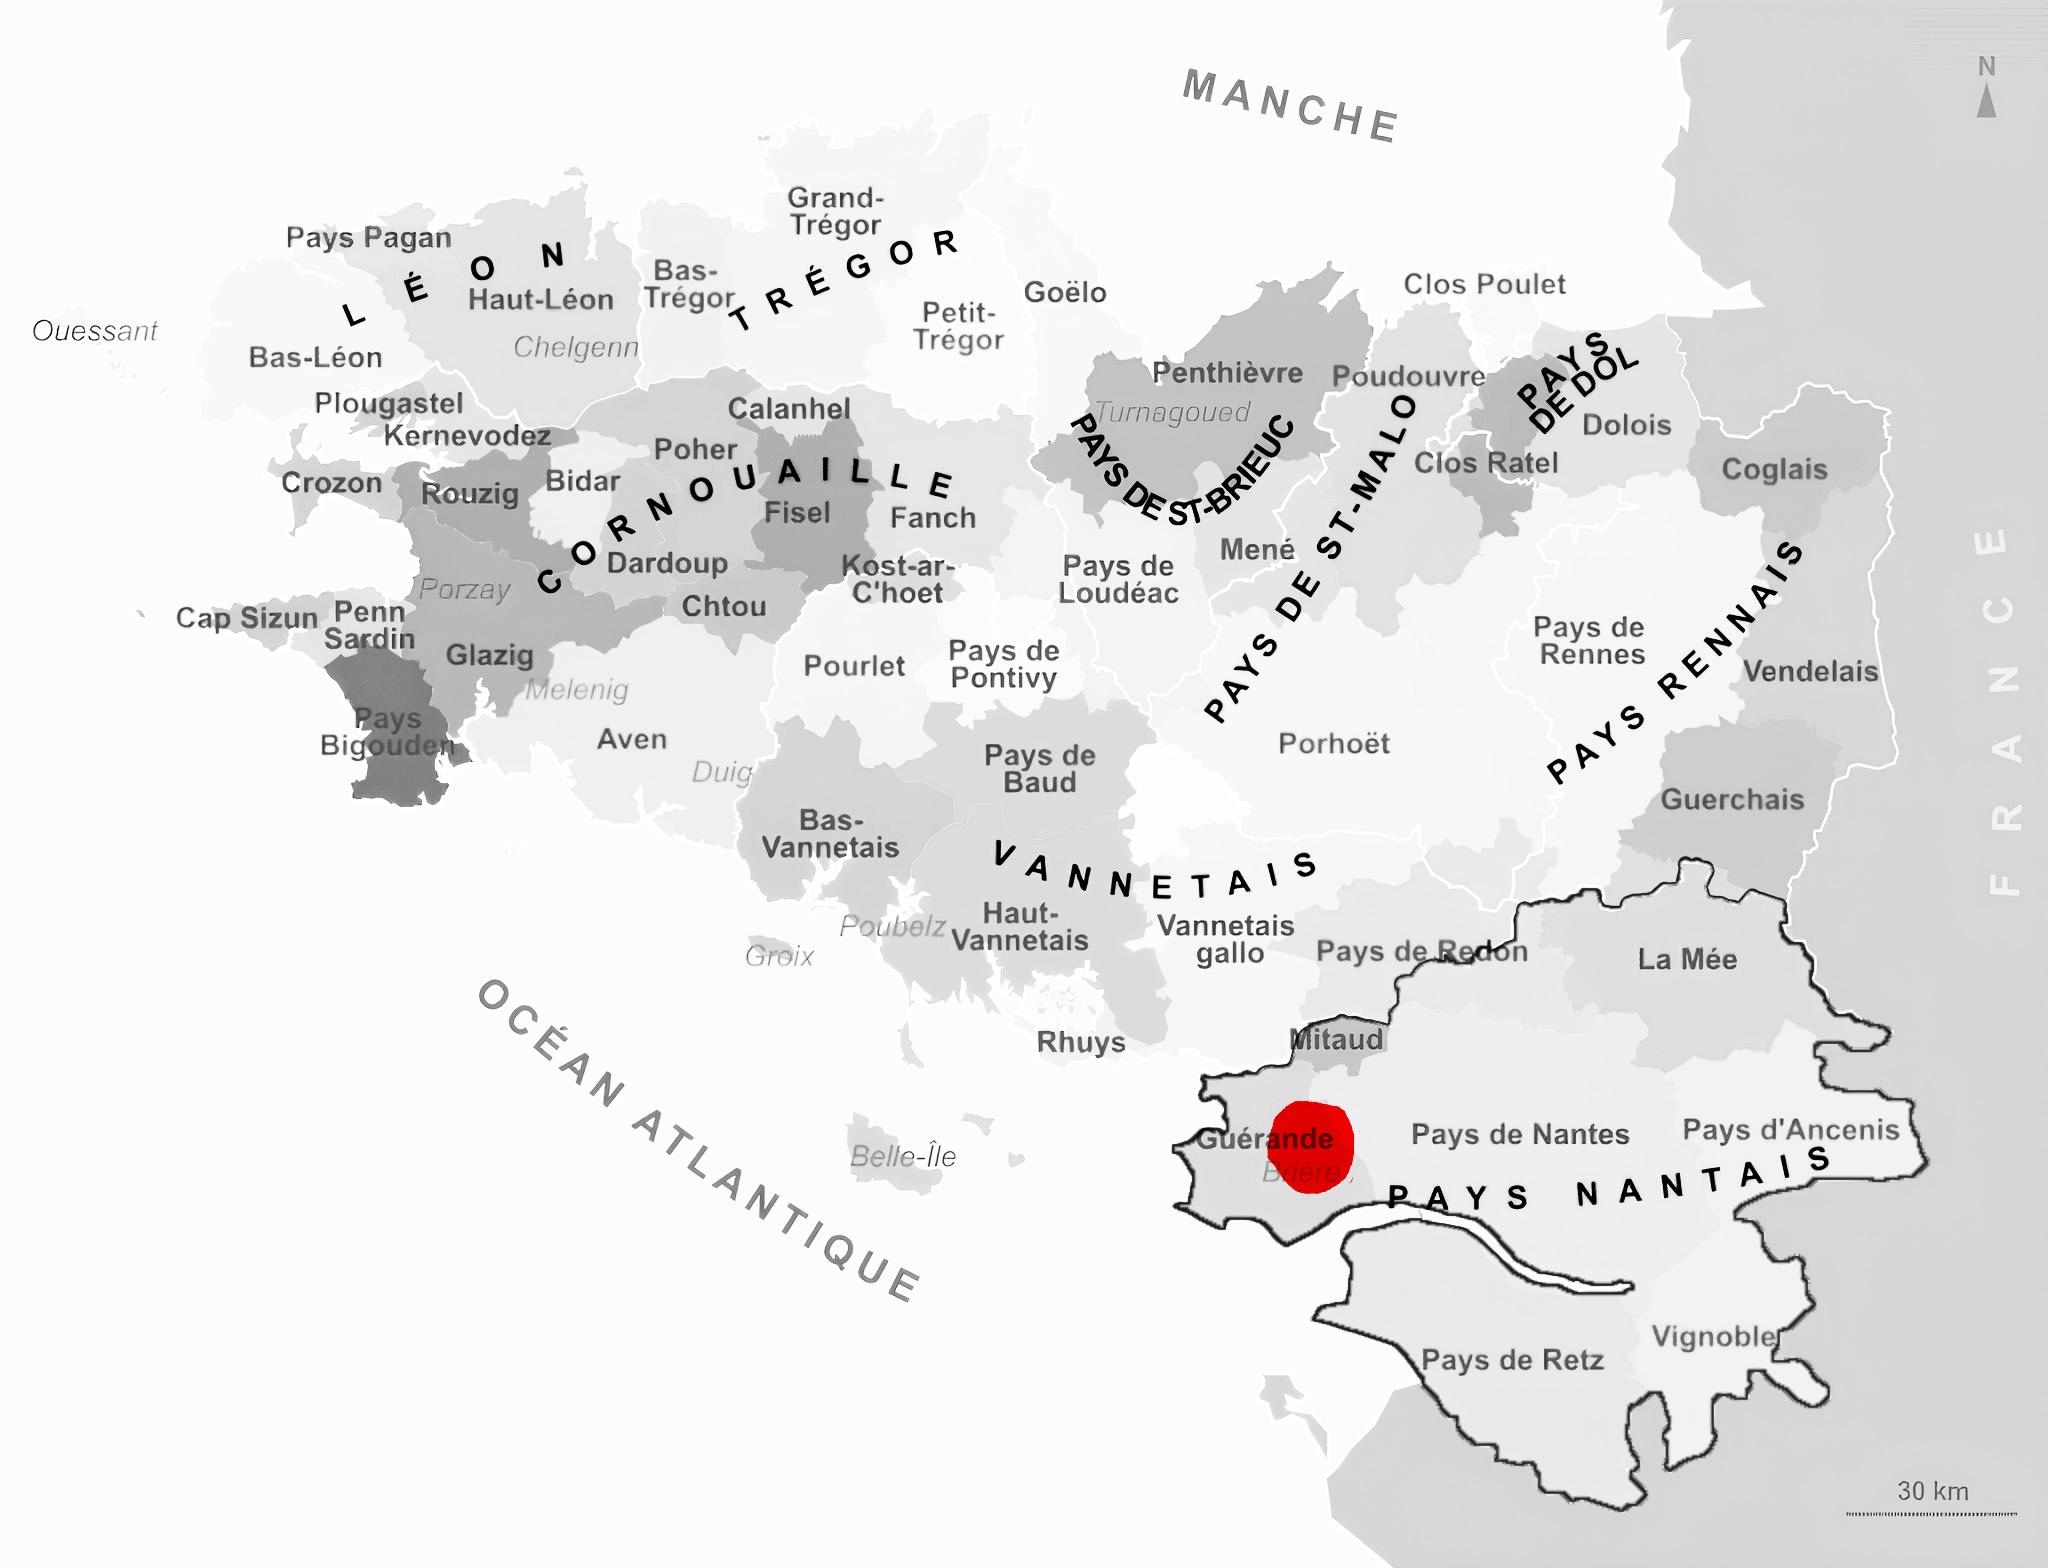 MANCHE
N
Grand-
Trégor
Pays Pagan
LÉON
TRÉGOR
Bas-
Trégor
Haut-Léon
Goëlo
Clos Poulet
Petit-
Trégor
Ouessant
Chelgenn
Bas-Léon
PAYS
DE DOL
Penthièvre
Poudouvre
Plougastel
Calanhel
Turnagoued
Dolois
Kernevodez
Poher
PAYS DE ST-BRIEUC
PAYS DE ST-MALO
Clos Ratel
Coglais
Crozon
Rouzig
Bidar
CORNOUAILLE
Fisel
Fanch
Mené
FRANCE
Dardoup
Kost-ar-
C'hoet
Pays de
Loudéac
Porzay
Chtou
Cap Sizun
Penn
Sardin
Pays de
Rennes
PAYS RENNAIS
Glazig
Pourlet
Pays de
Pontivy
Vendelais
Melenig
Pays
Bigouden
Aven
Porhoët
Duig
Pays de
Baud
Guerchais
Bas-
Vannetais
VANNETAIS
Poubelz
Haut-
Vannetais
Vannetais
gallo
Groix
Pays de Redon
La Mée
OCÉAN ATLANTIQUE
Rhuys
Mitaud
Guérande
Pays de Nantes
Pays d'Ancenis
Belle-Île
Brière
PAYS NANTAIS
Vignoble
Pays de Retz
30 km